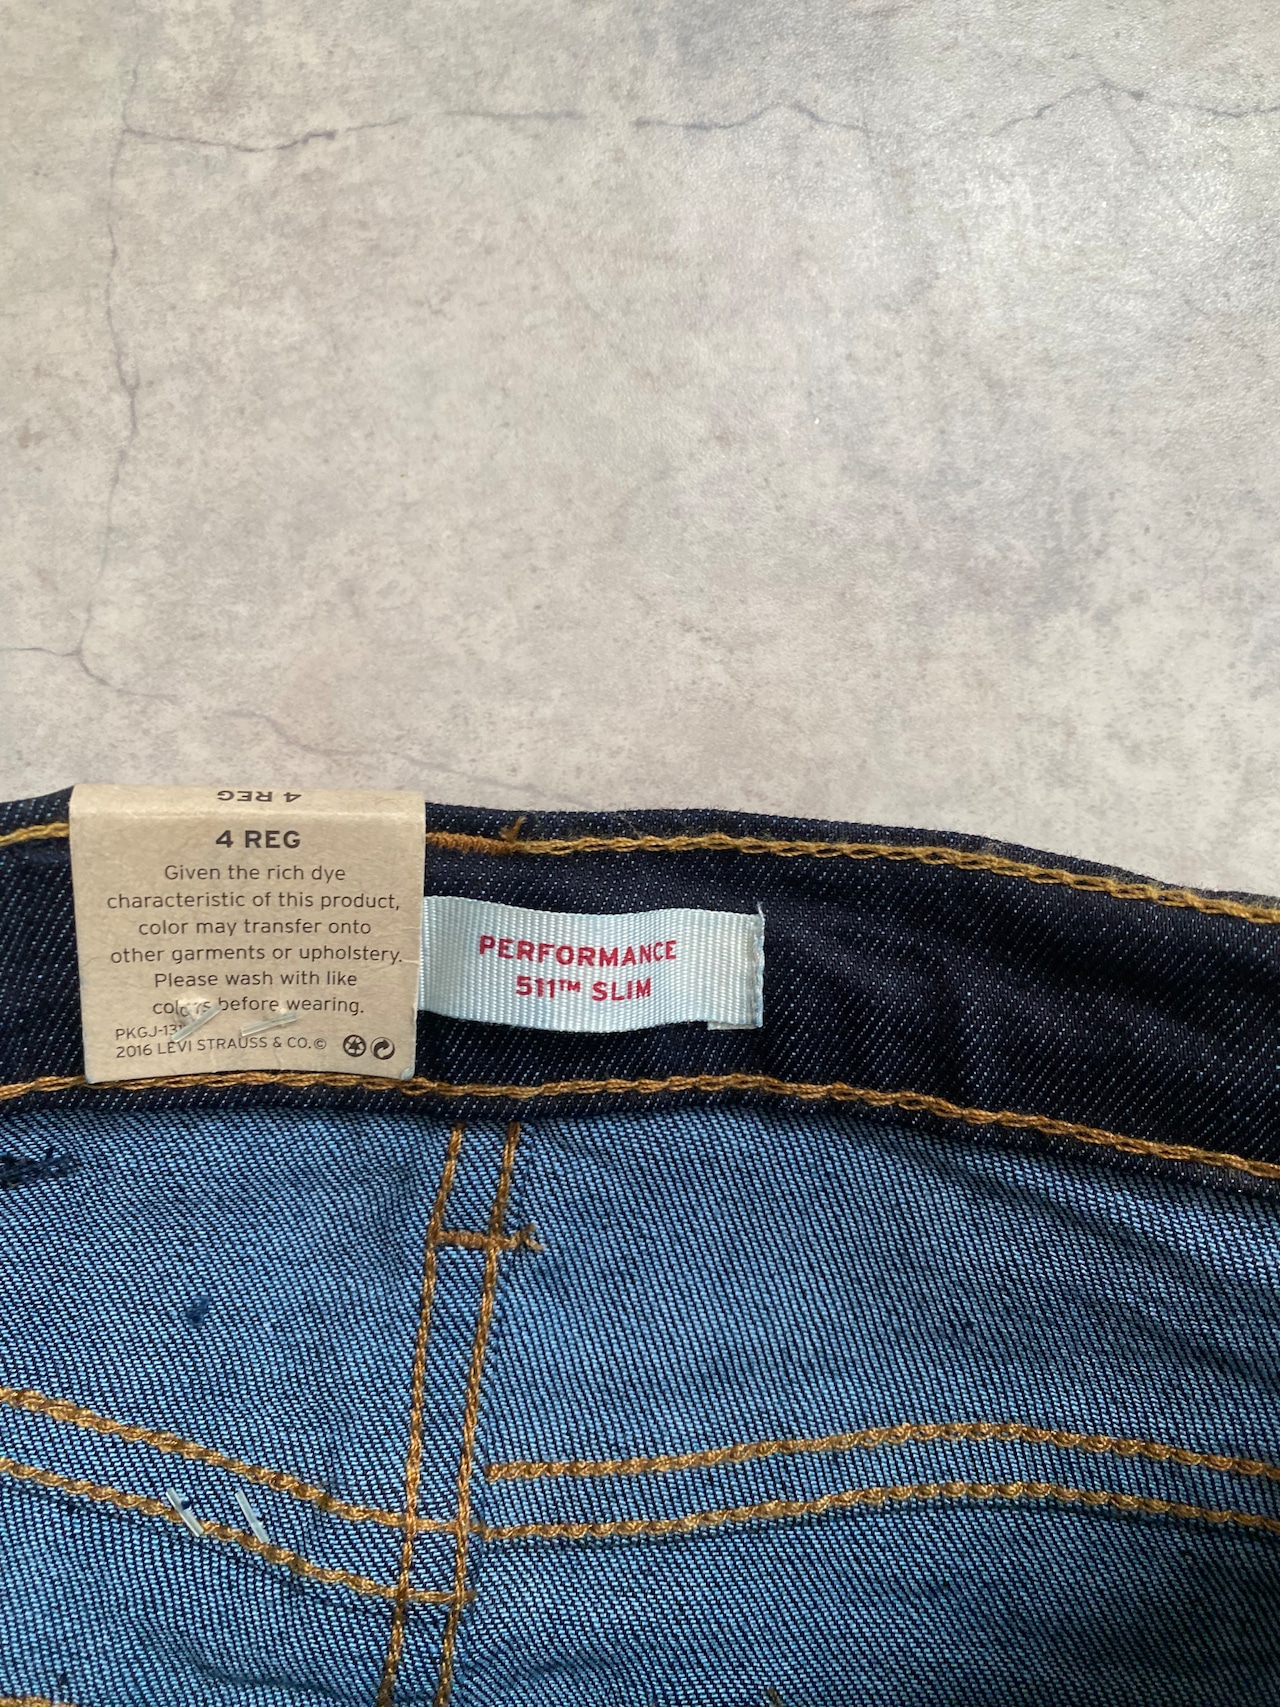 4 REG
4 REG
Given the rich dye
characteristic of this product,
color may transfer onto
other garments or upholstery.
Please wash with like
colors before wearing.
2016 LEVI STRAUSS & CO.©
PERFORMANCE
511™ SLIM